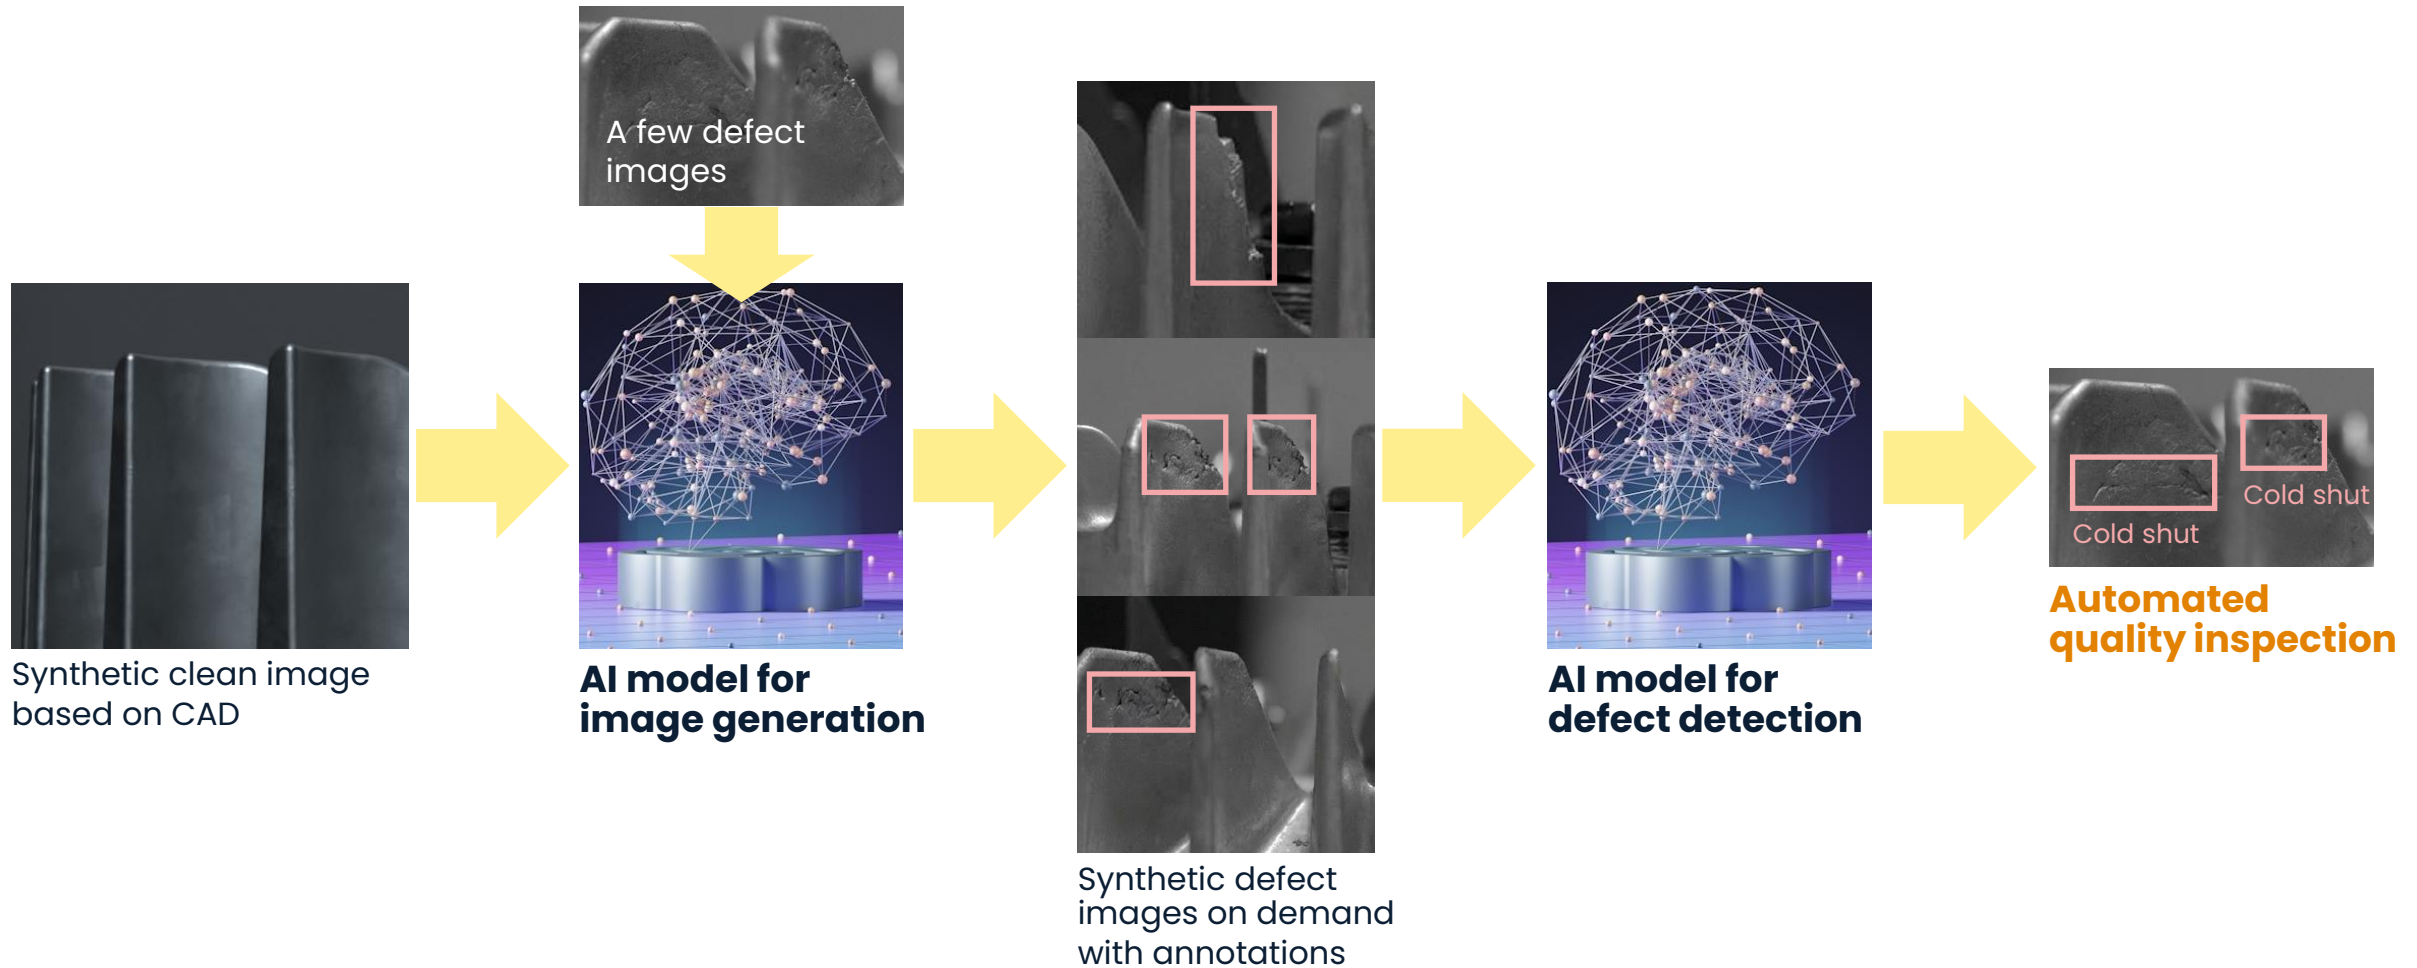 A few defect
images
Synthetic clean image
based on CAD
AI model for
image generation
Synthetic defect
images on demand
with annotations
AI model for
defect detection
Cold shut
Cold shut
Automated
quality inspection